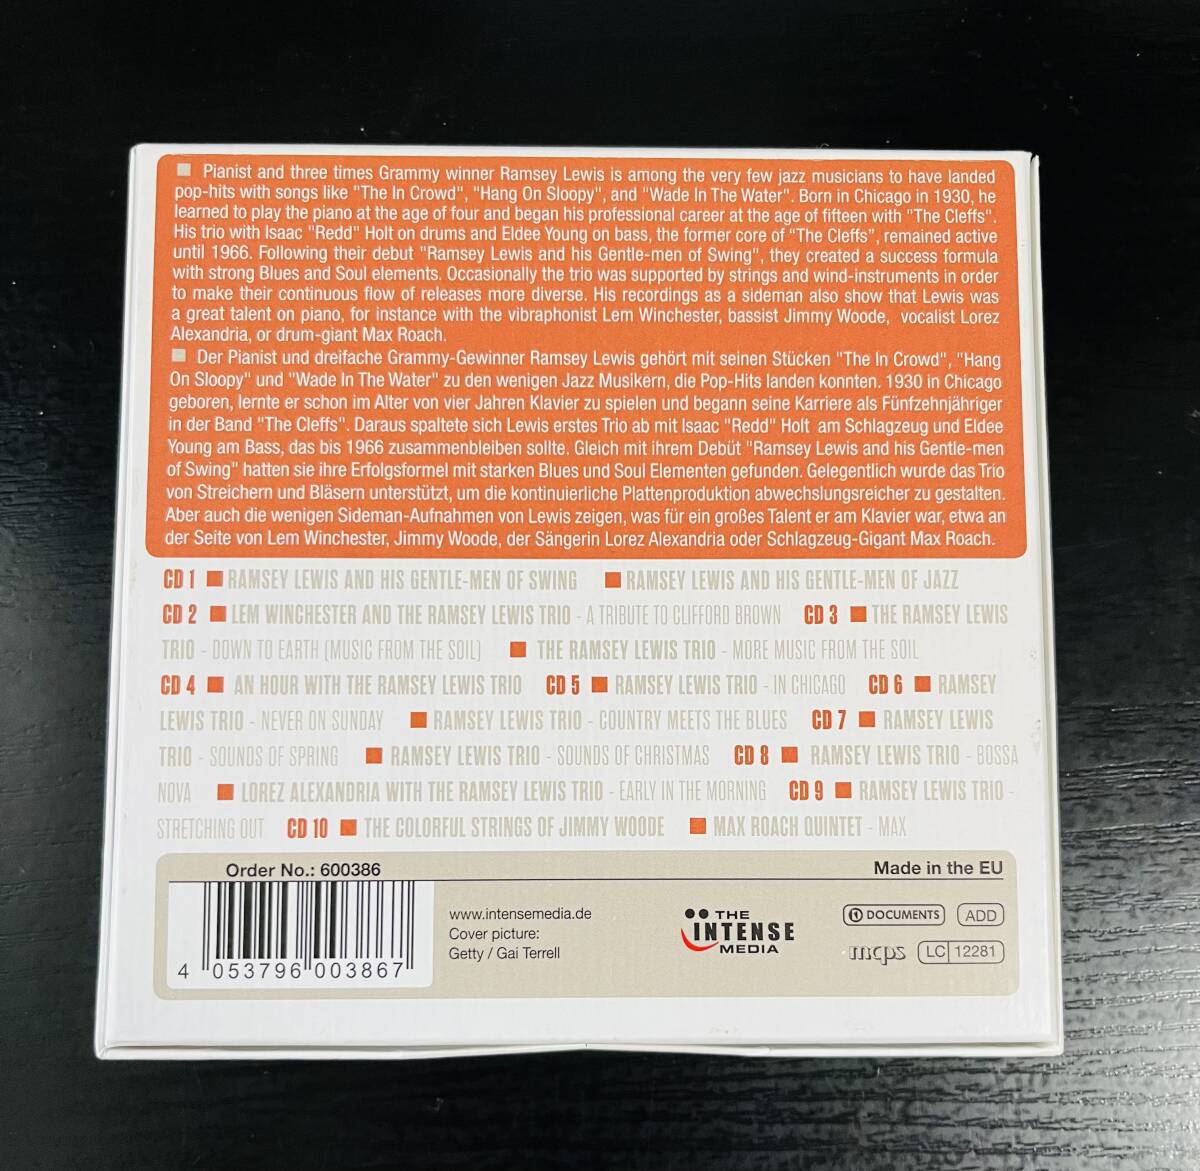 ■ Pianist and three times Grammy winner Ramsey Lewis is among the very few jazz musicians to have landed
pop-hits with songs like "The In Crowd", "Hang On Sloopy", and "Wade In The Water". Born in Chicago in 1930, he
learned to play the piano at the age of four and began his professional career at the age of fifteen with "The Cleffs".
His trio with Isaac "Redd" Holt on drums and Eldee Young on bass, the former core of “The Cleffs”, remained active
until 1966. Following their debut "Ramsey Lewis and his Gentle-men of Swing", they created a success formula
with strong Blues and Soul elements. Occasionally the trio was supported by strings and wind-instruments in order
to make their continuous flow of releases more diverse. His recordings as a sideman also show that Lewis was
a great talent on piano, for instance with the vibraphonist Lem Winchester, bassist Jimmy Woode, vocalist Lorez
Alexandria, or drum-giant Max Roach.
■ Der Pianist und dreifache Grammy-Gewinner Ramsey Lewis gehört mit seinen Stücken "The In Crowd", "Hang
On Sloopy" und "Wade In The Water" zu den wenigen Jazz Musikern, die Pop-Hits landen konnten. 1930 in Chicago
geboren, lernte er schon im Alter von vier Jahren Klavier zu spielen und begann seine Karriere als Fünfzehnjähriger
in der Band "The Cleffs". Daraus spaltete sich Lewis erstes Trio ab mit Isaac "Redd" Holt am Schlagzeug und Eldee
Young am Bass, das bis 1966 zusammenbleiben sollte. Gleich mit ihrem Debüt "Ramsey Lewis and his Gentle-men
of Swing" hatten sie ihre Erfolgsformel mit starken Blues und Soul Elementen gefunden. Gelegentlich wurde das Trio
von Streichern und Bläsern unterstützt, um die kontinuierliche Plattenproduktion abwechslungsreicher zu gestalten.
Aber auch die wenigen Sideman-Aufnahmen von Lewis zeigen, was für ein großes Talent er am Klavier war, etwa an
der Seite von Lem Winchester, Jimmy Woode, der Sängerin Lorez Alexandria oder Schlagzeug-Gigant Max Roach.
CD 1 ■ RAMSEY LEWIS AND HIS GENTLE-MEN OF SWING ■ RAMSEY LEWIS AND HIS GENTLE-MEN OF JAZZ
CD 2 ■ LEM WINCHESTER AND THE RAMSEY LEWIS TRIO - A TRIBUTE TO CLIFFORD BROWN CD 3 ■ THE RAMSEY LEWIS
TRIO - DOWN TO EARTH (MUSIC FROM THE SOIL) ■ THE RAMSEY LEWIS TRIO - MORE MUSIC FROM THE SOIL
CD 4 ■ AN HOUR WITH THE RAMSEY LEWIS TRIO CD 5 ■ RAMSEY LEWIS TRIO - IN CHICAGO CD 6 ■ RAMSEY
LEWIS TRIO - NEVER ON SUNDAY ■ RAMSEY LEWIS TRIO - COUNTRY MEETS THE BLUES CD 7 ■ RAMSEY LEWIS
TRIO - SOUNDS OF SPRING ■ RAMSEY LEWIS TRIO - SOUNDS OF CHRISTMAS CD 8 ■ RAMSEY LEWIS TRIO - BOSSA
NOVA ■ LOREZ ALEXANDRIA WITH THE RAMSEY LEWIS TRIO - EARLY IN THE MORNING CD 9 ■ RAMSEY LEWIS TRIO -
STRETCHING OUT CD 10 ■ THE COLORFUL STRINGS OF JIMMY WOODE ■ MAX ROACH QUINTET - MAX
Order No.: 600386
4 053796 003867
www.intensemedia.de
Cover picture:
Getty / Gai Terrell
THE
INTENSE
MEDIA
Made in the EU
DOCUMENTS ADD
mcps LC 12281